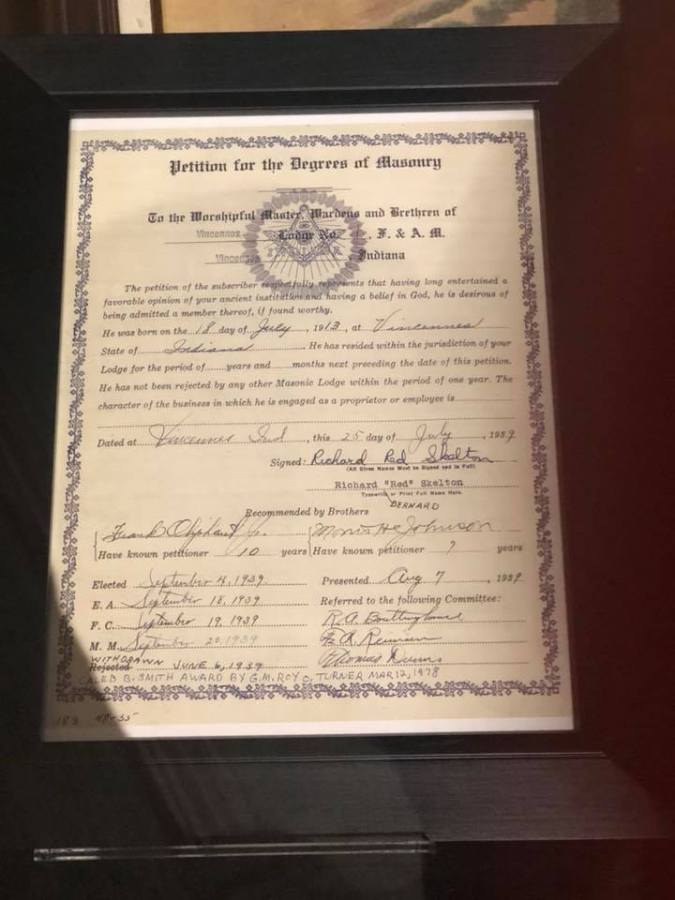 Petition for the Degrees of Masonry
To the Worshipful Master, Wardens and Brethren of
Vincennes Lodge No. F. & A. M.
Vincennes Indiana
The petition of the subscriber respectfully represents that having long entertained a
favorable opinion of your ancient institution and having a belief in God, he is desirous of
being admitted a member thereof, if found worthy.
He was born on the 18 day of July, 1913, at Vincennes
State of Indiana. He has resided within the jurisdiction of your
Lodge for the period of......years and ......months next preceding the date of this petition.
He has not been rejected by any other Masonic Lodge within the period of one year. The
character of the business in which he is engaged as a proprietor or employee is
Dated at Vincennes Ind, this 25 day of July, 1939
Signed: Richard Red Skelton
(All Given Names Must be Signed and in Full)
Richard "Red" Skelton
Typewrite or Print Full Name Here.
BERNARD
Recommended by Brothers
Johnson
Have known petitioner 10 years Have known petitioner 7 years
Elected September 4, 1939. Presented Aug 7, 1939
E. A. September 18, 1939 Referred to the following Committee:
F. C. September 19, 1939 R.A.
M. M. September 20, 1939
WITHDRAWN
Rejected JUNE 6, 1939 Thomas
CALEB B. SMITH AWARD BY G.M. ROY O. TURNER MAR 12, 1978
183 48-55